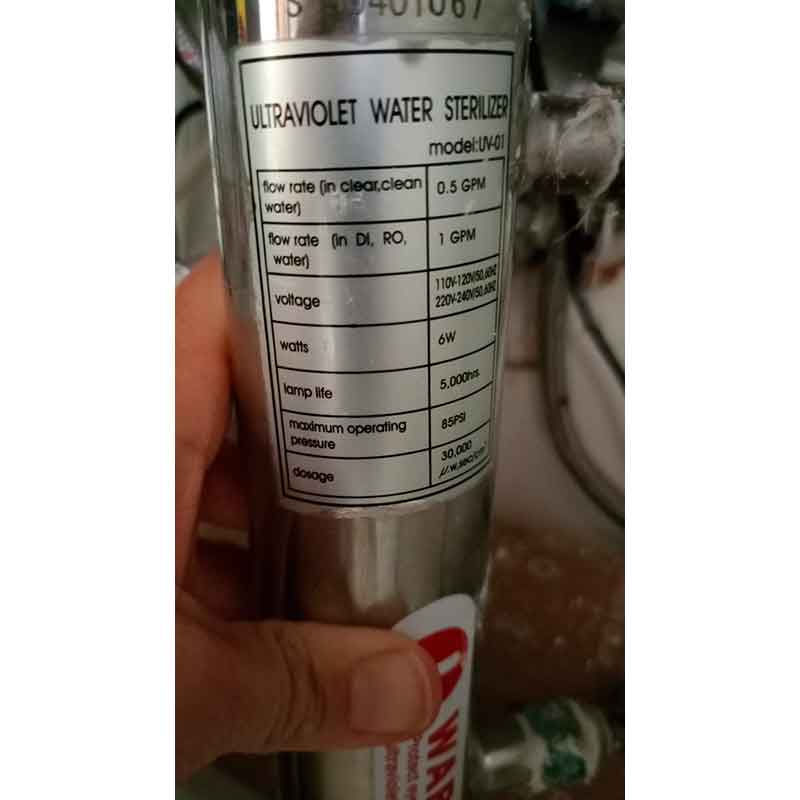 ULTRAVIOLET WATER STERILIZER
model:UV-01
flow rate (in clear,clean water) 0.5 GPM
flow rate (in DI, RO, water) 1 GPM
voltage 110V-120V/50,60HZ
220V-240V/50,60HZ
watts 6W
lamp life 5,000hrs
maximum operating pressure 85PSI
dosage 30,000
μ.w,sec/cm²